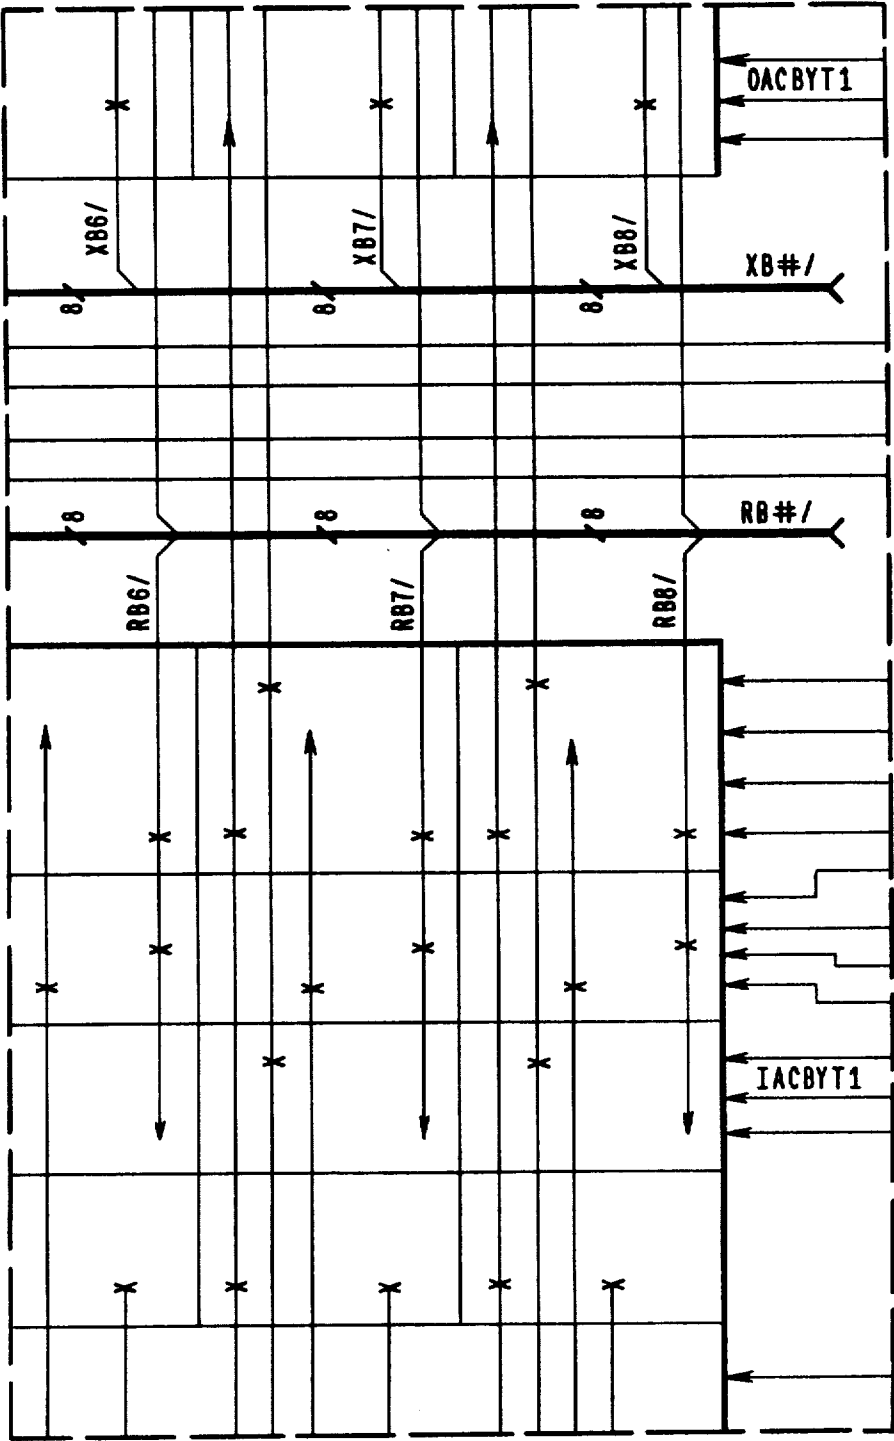 OACBYT1
XB6/
XB7/
XB8/
XB#/
8
8
8
8
8
8
RB#/
RB6/
RB7/
RB8/
IACBYT1